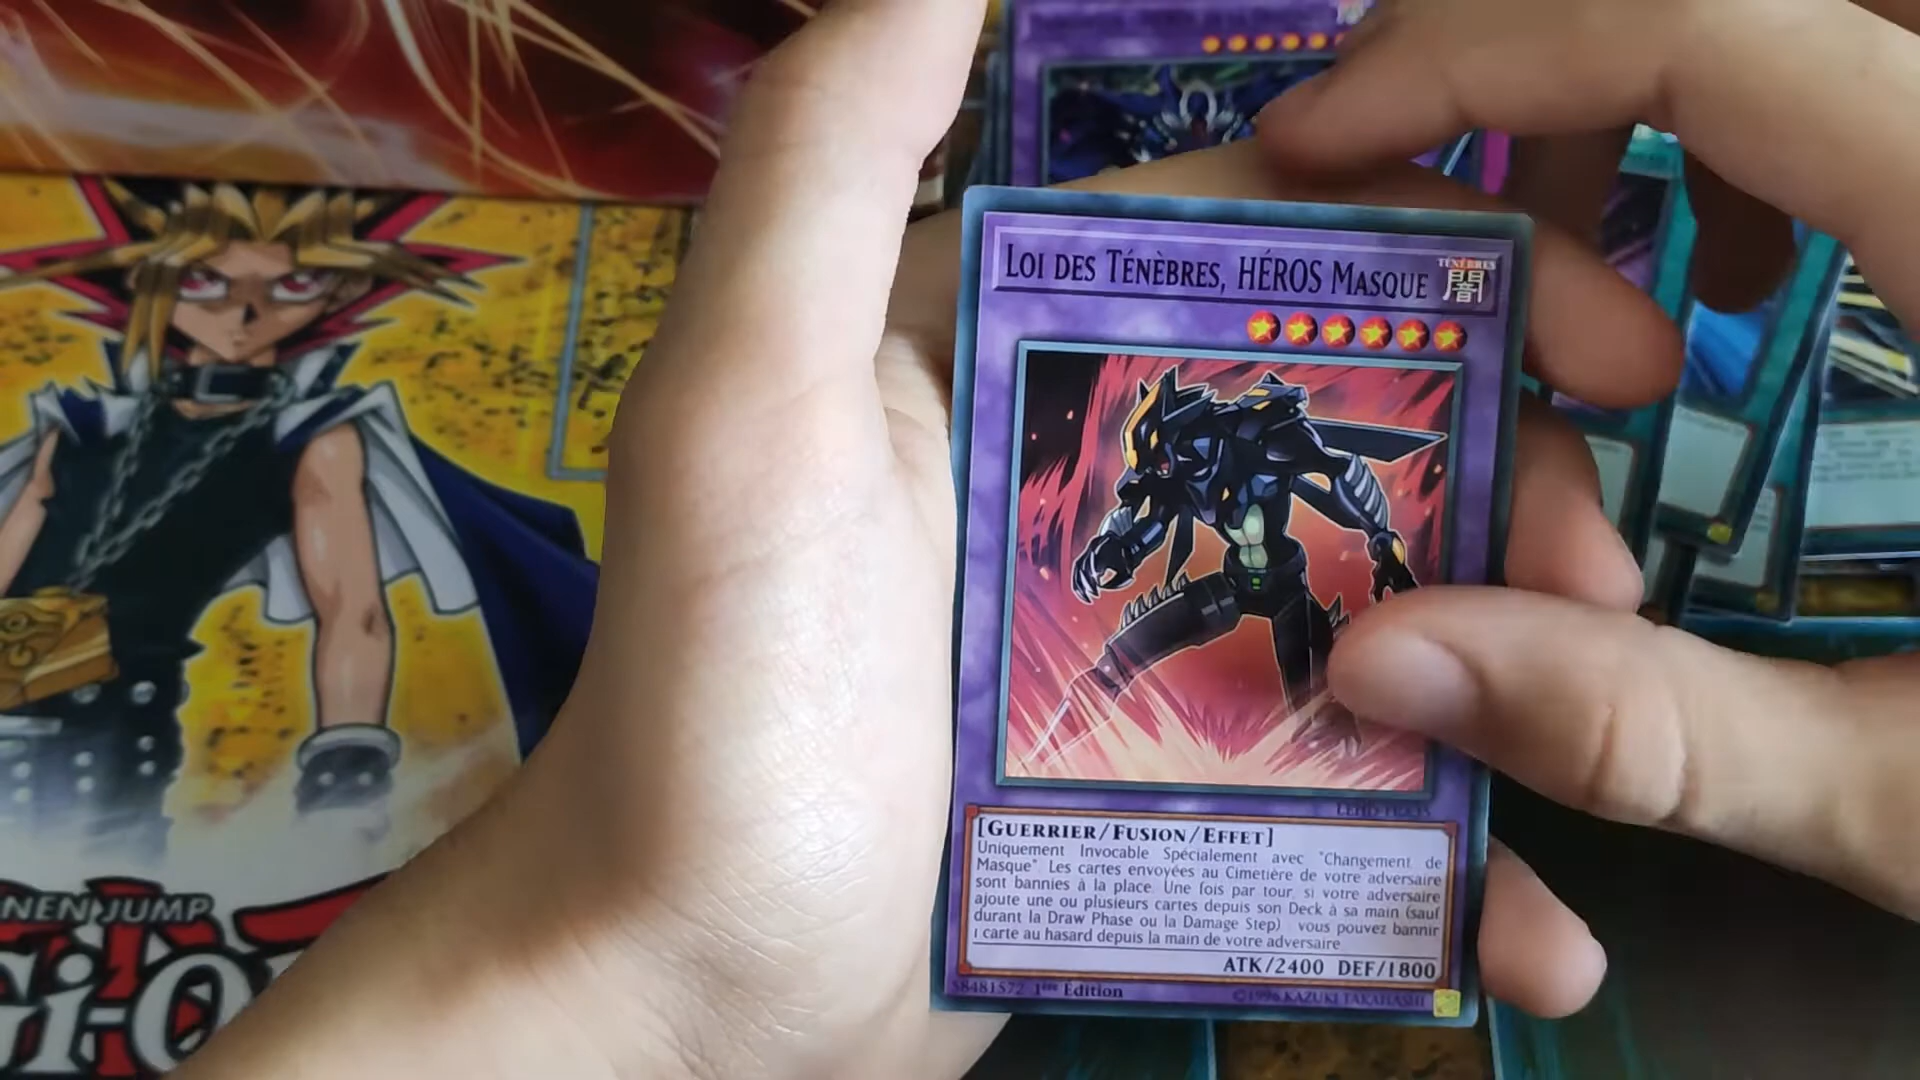 Loi des Ténèbres, HÉROS Masque
TÉNÈBRES
闇
[Guerrier/Fusion/Effet]
Uniquement Invocable Spécialement avec "Changement de
Masque". Les cartes envoyées au Cimetière de votre adversaire
sont bannies à la place. Une fois par tour, si votre adversaire
ajoute une ou plusieurs cartes depuis son Deck à sa main (sauf
durant la Draw Phase ou la Damage Step) : vous pouvez bannir
1 carte au hasard depuis la main de votre adversaire
ATK/2400 DEF/1800
58481572 1ère Edition
©1996 KAZUKI TAKAHASHI
NEN JUMP
Gi-O